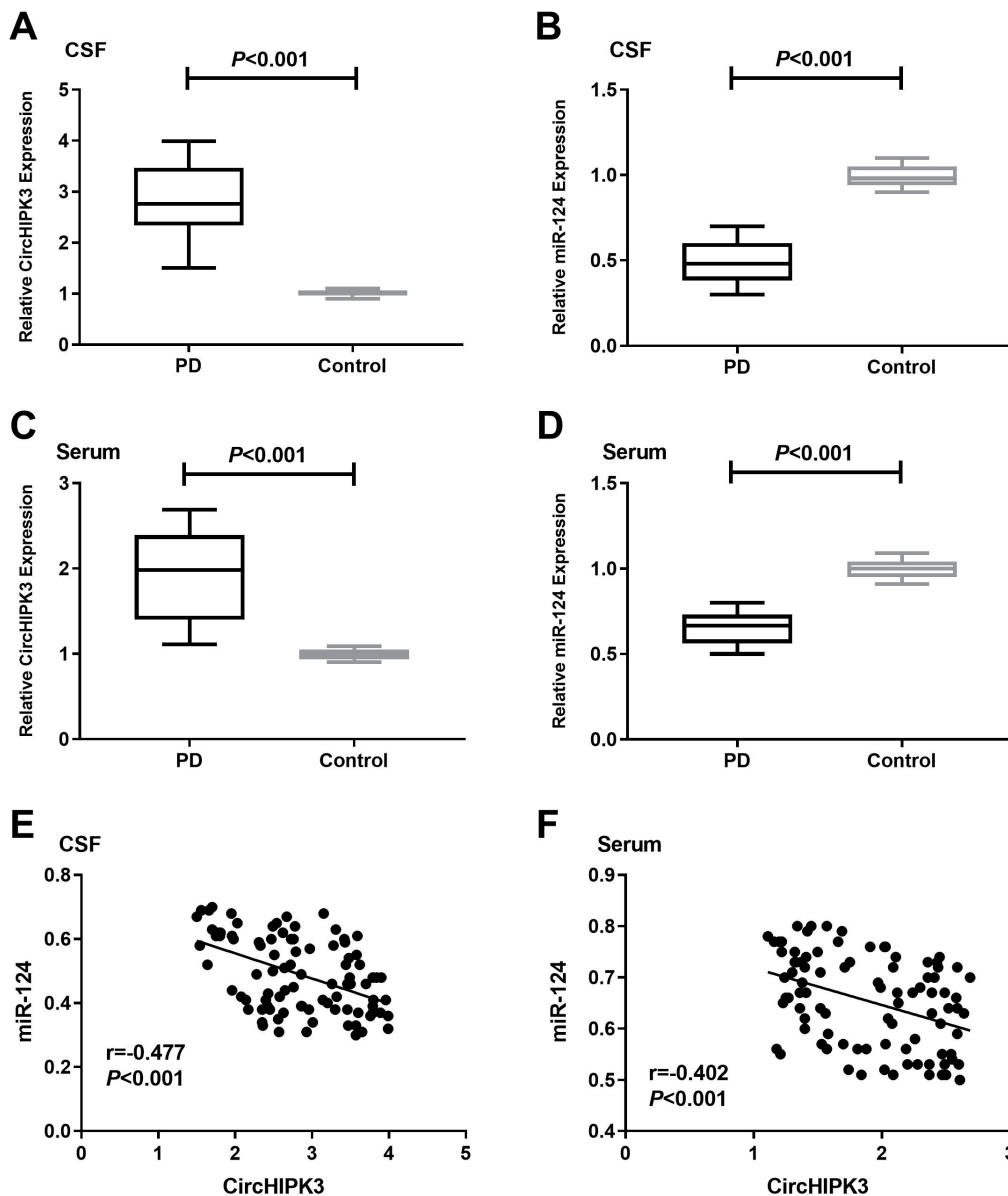 A
CSF
P<0.001
Relative CircHIPK3 Expression
5
4
3
2
1
0
PD
Control
B
CSF
P<0.001
Relative miR-124 Expression
1.5
1.0
0.5
0.0
PD
Control
C
Serum
P<0.001
Relative CircHIPK3 Expression
3
2
1
0
PD
Control
D
Serum
P<0.001
Relative miR-124 Expression
1.5
1.0
0.5
0.0
PD
Control
E
CSF
miR-124
0.8
0.6
0.4
0.2
0.0
r=-0.477
P<0.001
0 1 2 3 4 5
CircHIPK3
F
Serum
miR-124
0.9
0.8
0.7
0.6
0.5
0.4
r=-0.402
P<0.001
0 1 2 3
CircHIPK3